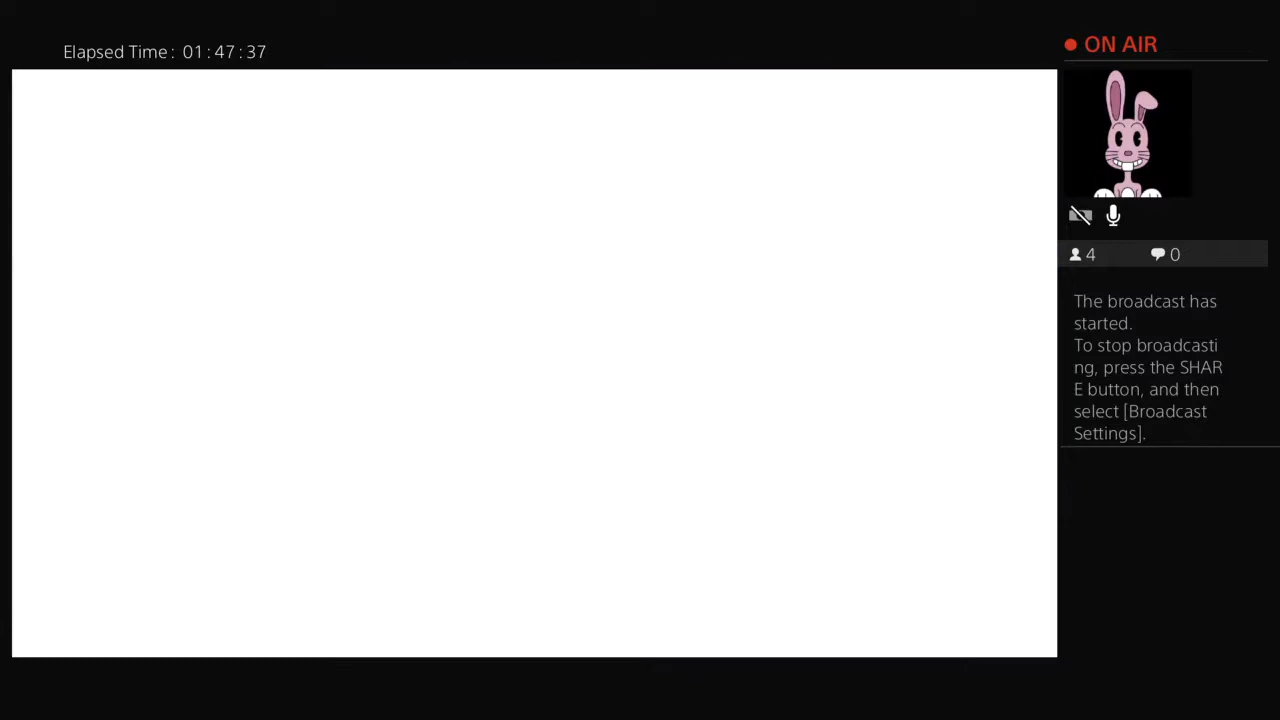 Elapsed Time: 01:47:37
ON AIR
4 0
The broadcast has
started.
To stop broadcasti
ng, press the SHAR
E button, and then
select [Broadcast
Settings].